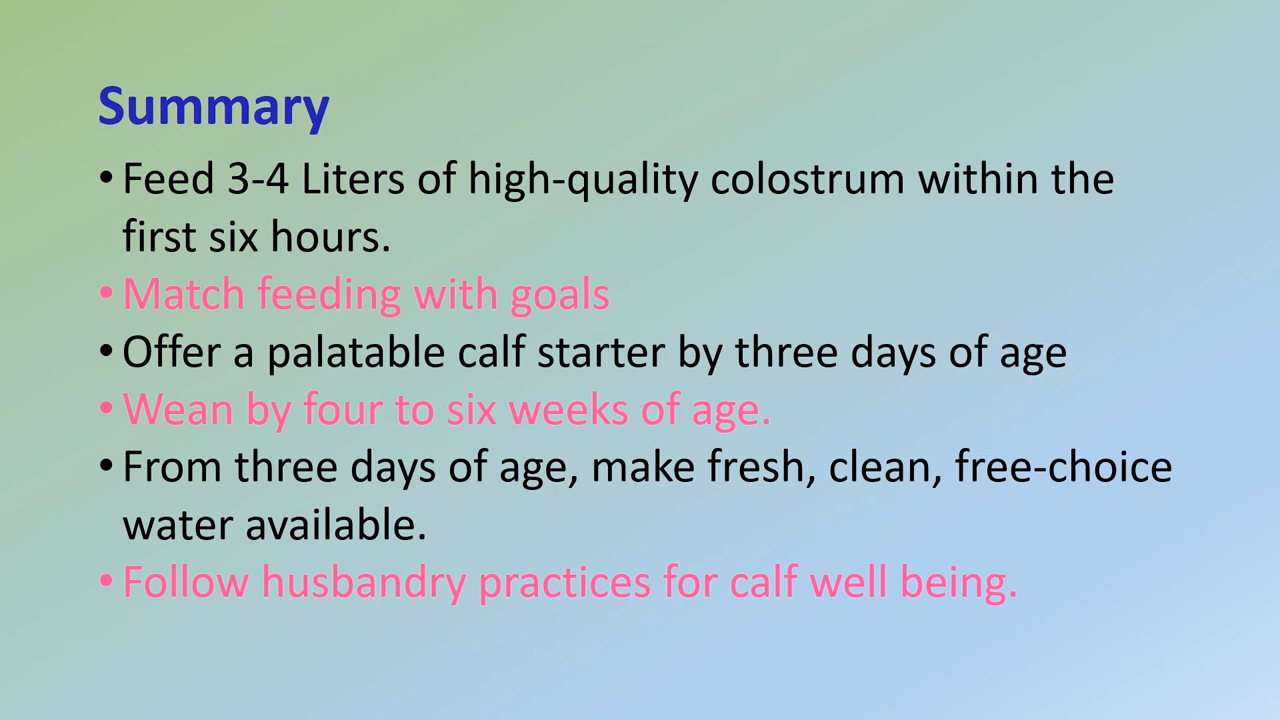 Summary
• Feed 3-4 Liters of high-quality colostrum within the
first six hours.
• Match feeding with goals
• Offer a palatable calf starter by three days of age
• Wean by four to six weeks of age.
• From three days of age, make fresh, clean, free-choice
water available.
• Follow husbandry practices for calf well being.